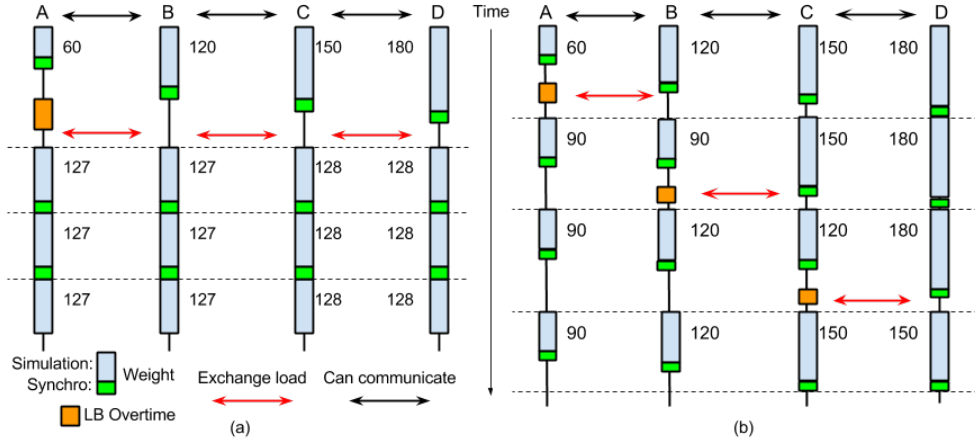 A B C D Time A B C D
60 120 150 180 60 120 150 180
127 127 128 128 90 90 150 180
127 127 128 128 90 120 120 180
127 127 128 128 90 120 150 150
Simulation: Weight Exchange load Can communicate
Synchro:
LB Overtime
(a) (b)